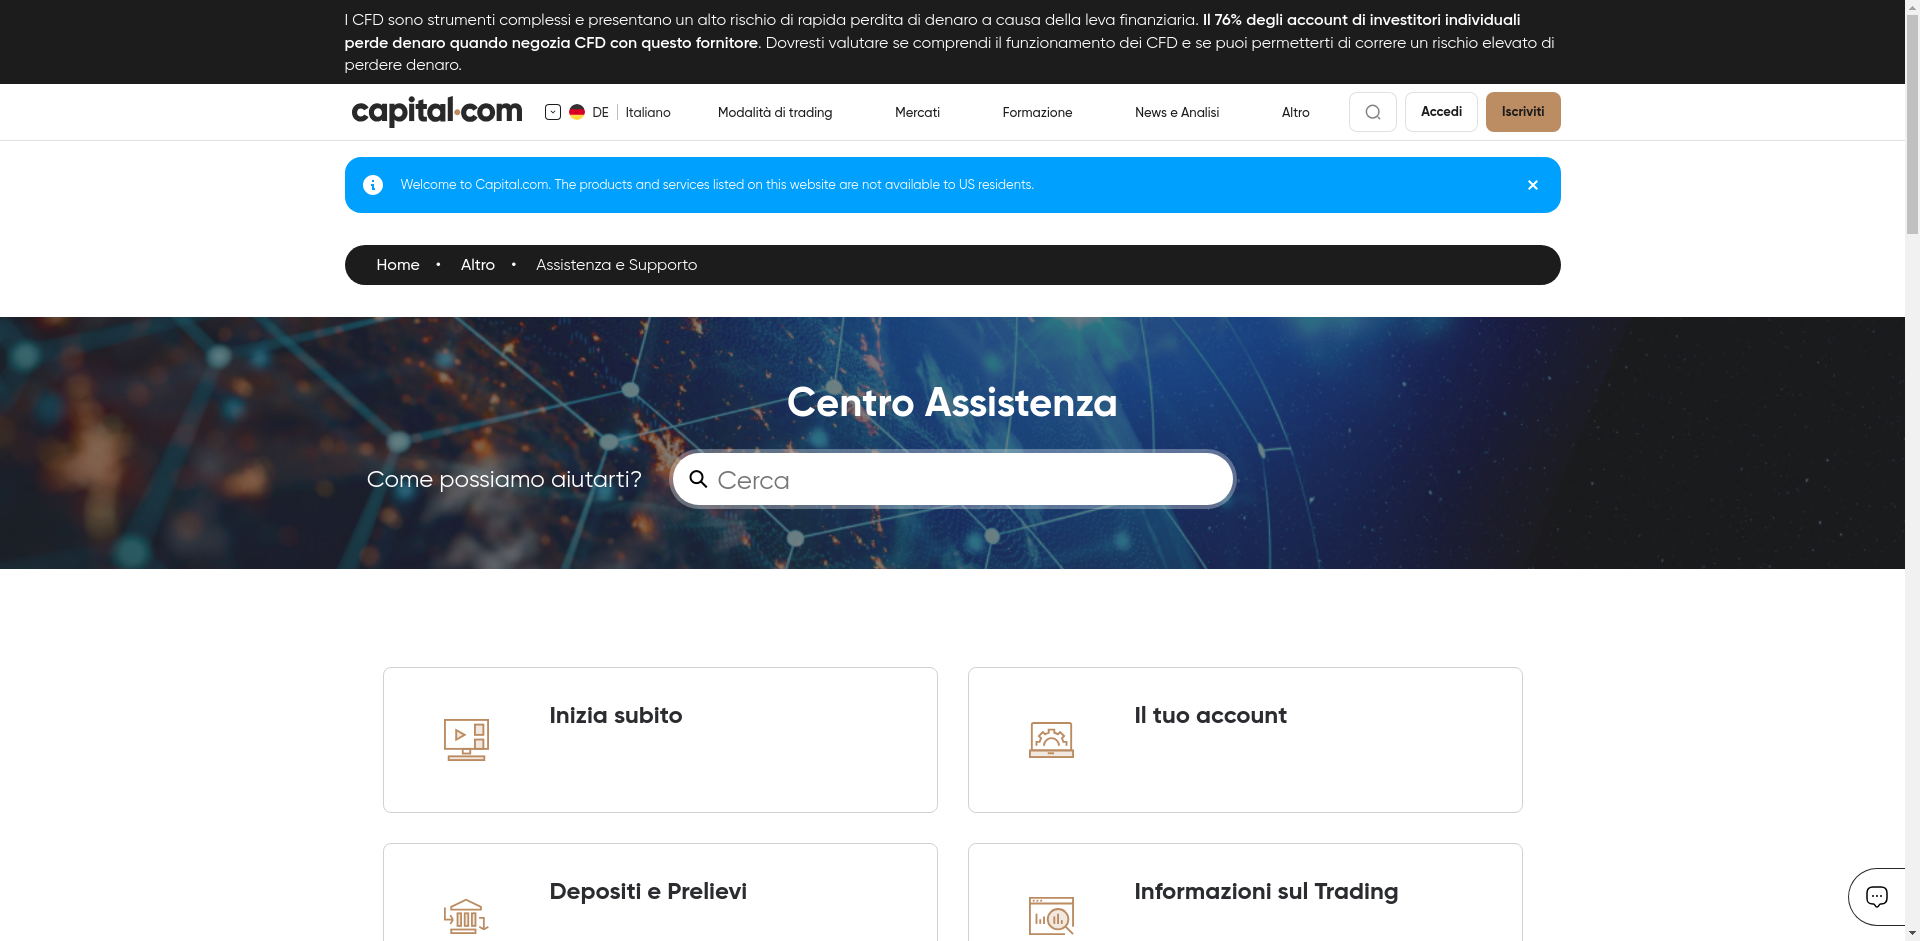 I CFD sono strumenti complessi e presentano un alto rischio di rapida perdita di denaro a causa della leva finanziaria. Il 76% degli account di investitori individuali
perde denaro quando negozia CFD con questo fornitore. Dovresti valutare se comprendi il funzionamento dei CFD e se puoi permetterti di correre un rischio elevato di
perdere denaro.
capital.com DE Italiano Modalità di trading Mercati Formazione News e Analisi Altro Accedi Iscriviti
Welcome to Capital.com. The products and services listed on this website are not available to US residents.
Home • Altro • Assistenza e Supporto
Centro Assistenza
Come possiamo aiutarti? Cerca
Inizia subito
Il tuo account
Depositi e Prelievi
Informazioni sul Trading